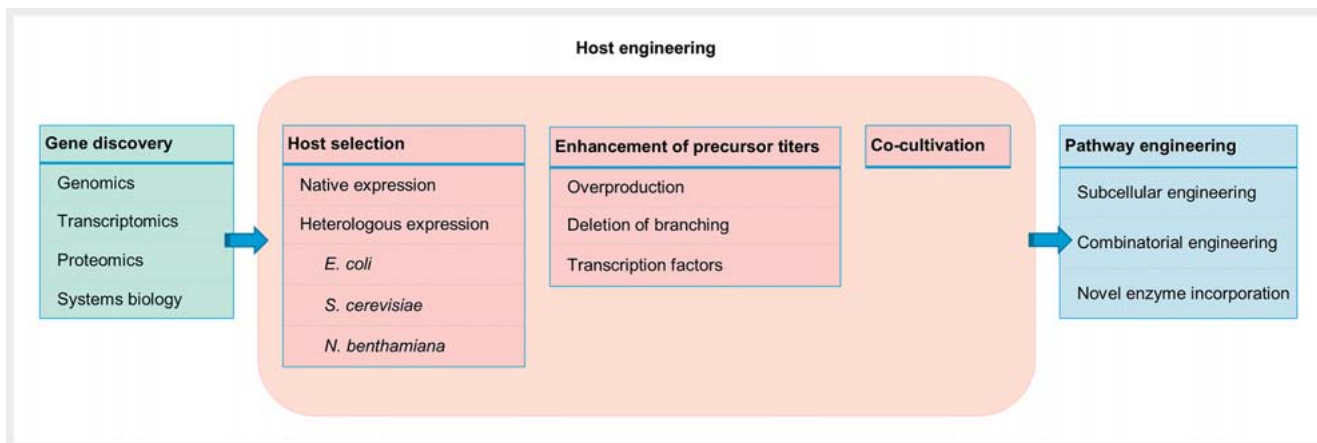 Host engineering
Gene discovery
Genomics
Transcriptomics
Proteomics
Systems biology
Host selection
Native expression
Heterologous expression
E. coli
S. cerevisiae
N. benthamiana
Enhancement of precursor titers
Overproduction
Deletion of branching
Transcription factors
Co-cultivation
Pathway engineering
Subcellular engineering
Combinatorial engineering
Novel enzyme incorporation